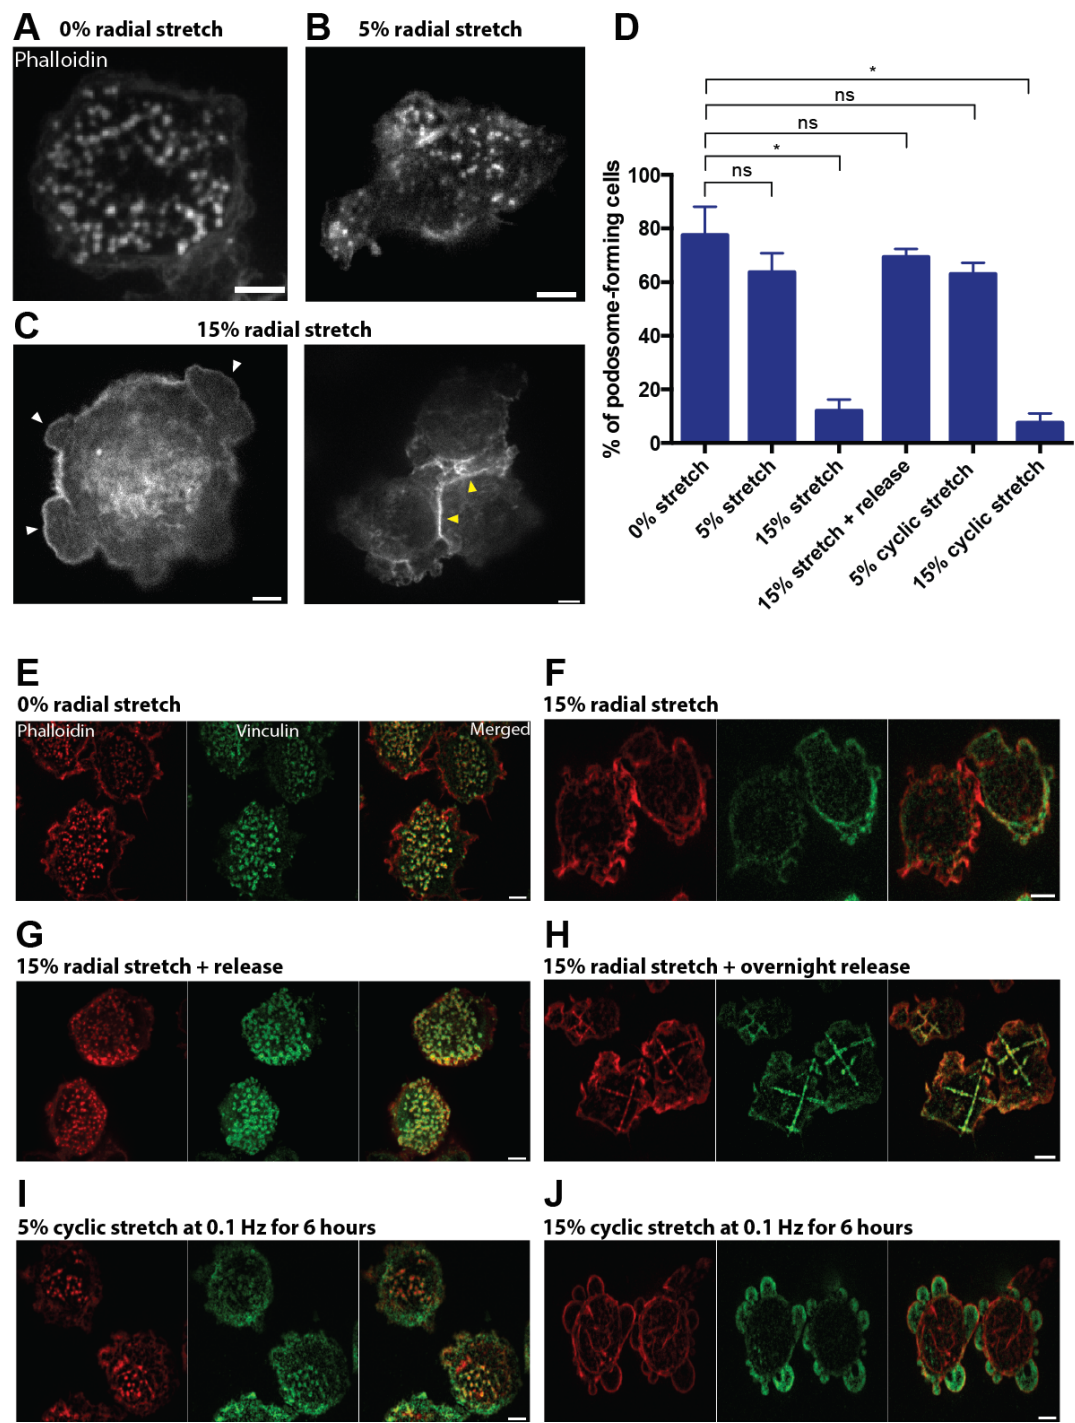 A 0% radial stretch
Phalloidin
B 5% radial stretch
C
15% radial stretch
D
*
ns
ns
*
ns
% of podosome-forming cells
100
80
60
40
20
0
0% stretch
5% stretch
15% stretch
15% stretch + release
5% cyclic stretch
15% cyclic stretch
E
0% radial stretch
Phalloidin Vinculin Merged
F
15% radial stretch
G
15% radial stretch + release
H
15% radial stretch + overnight release
I
5% cyclic stretch at 0.1 Hz for 6 hours
J
15% cyclic stretch at 0.1 Hz for 6 hours